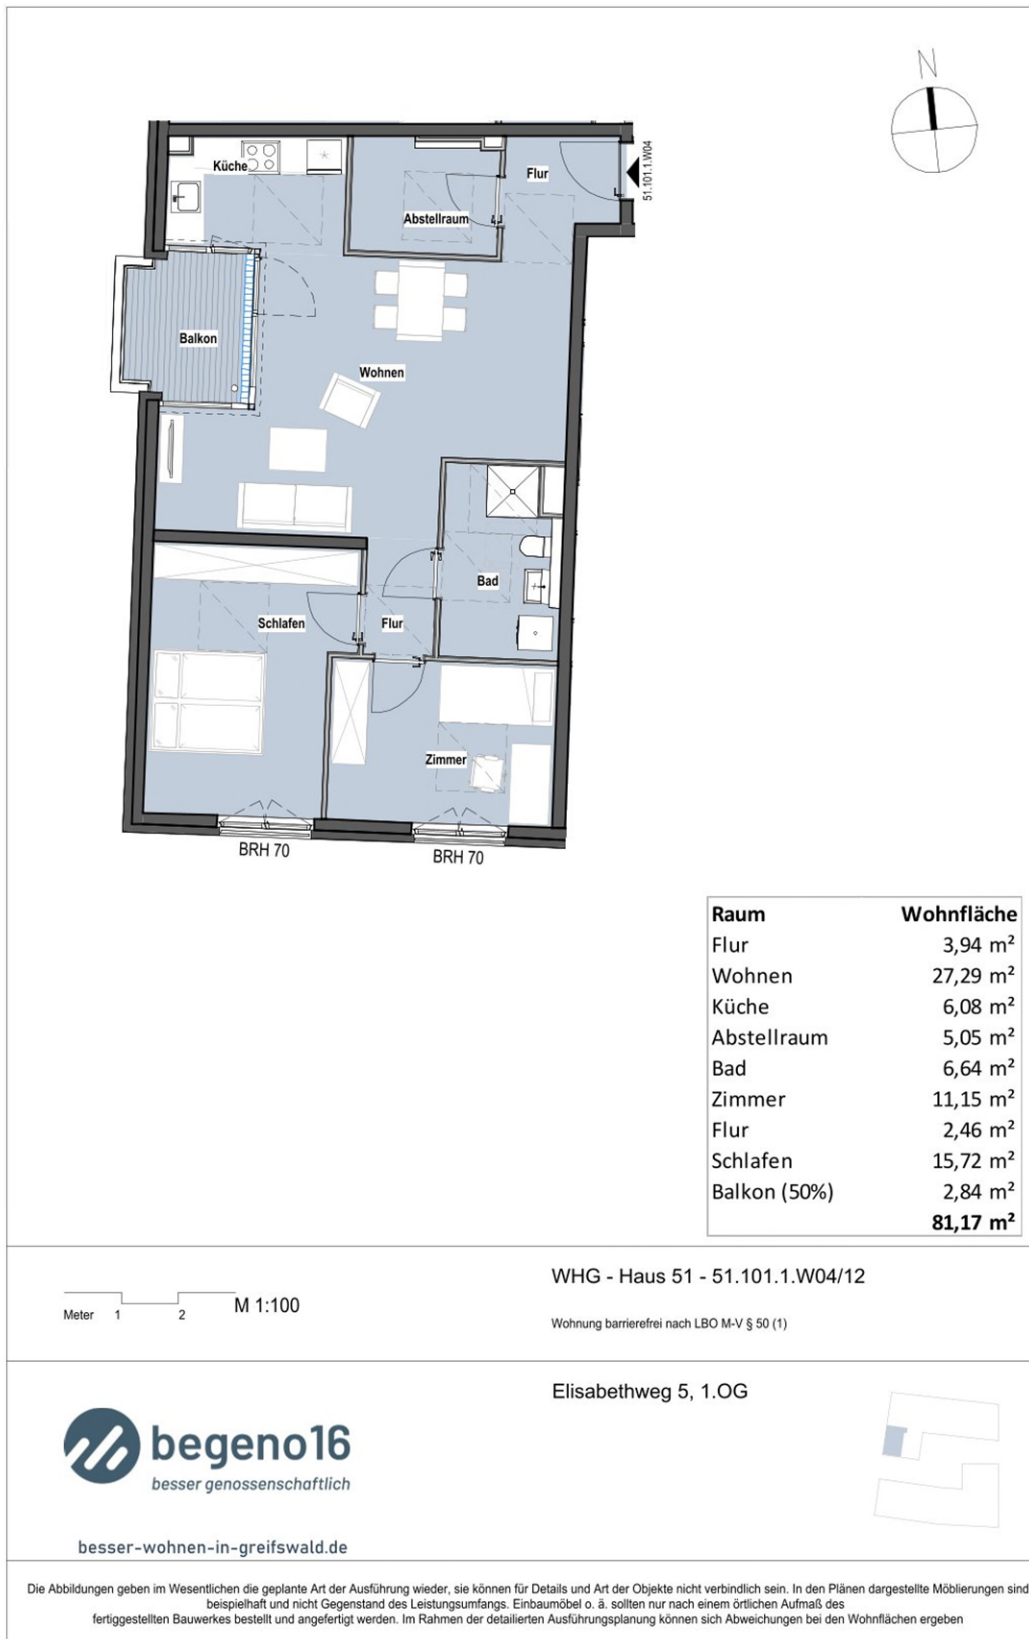 N
51.101.1.W04
Küche
Flur
Abstellraum
Balkon
Wohnen
Bad
Schlafen
Flur
Zimmer
BRH 70
BRH 70
Raum Wohnfläche
Flur 3,94 m²
Wohnen 27,29 m²
Küche 6,08 m²
Abstellraum 5,05 m²
Bad 6,64 m²
Zimmer 11,15 m²
Flur 2,46 m²
Schlafen 15,72 m²
Balkon (50%) 2,84 m²
81,17 m²
Meter 1 2 M 1:100
WHG - Haus 51 - 51.101.1.W04/12
Wohnung barrierefrei nach LBO M-V § 50 (1)
Elisabethweg 5, 1.OG
begeno16
besser genossenschaftlich
besser-wohnen-in-greifswald.de
Die Abbildungen geben im Wesentlichen die geplante Art der Ausführung wieder, sie können für Details und Art der Objekte nicht verbindlich sein. In den Plänen dargestellte Möblierungen sind
beispielhaft und nicht Gegenstand des Leistungsumfangs. Einbaumöbel o. ä. sollten nur nach einem örtlichen Aufmaß des
fertiggestellten Bauwerkes bestellt und angefertigt werden. Im Rahmen der detailierten Ausführungsplanung können sich Abweichungen bei den Wohnflächen ergeben